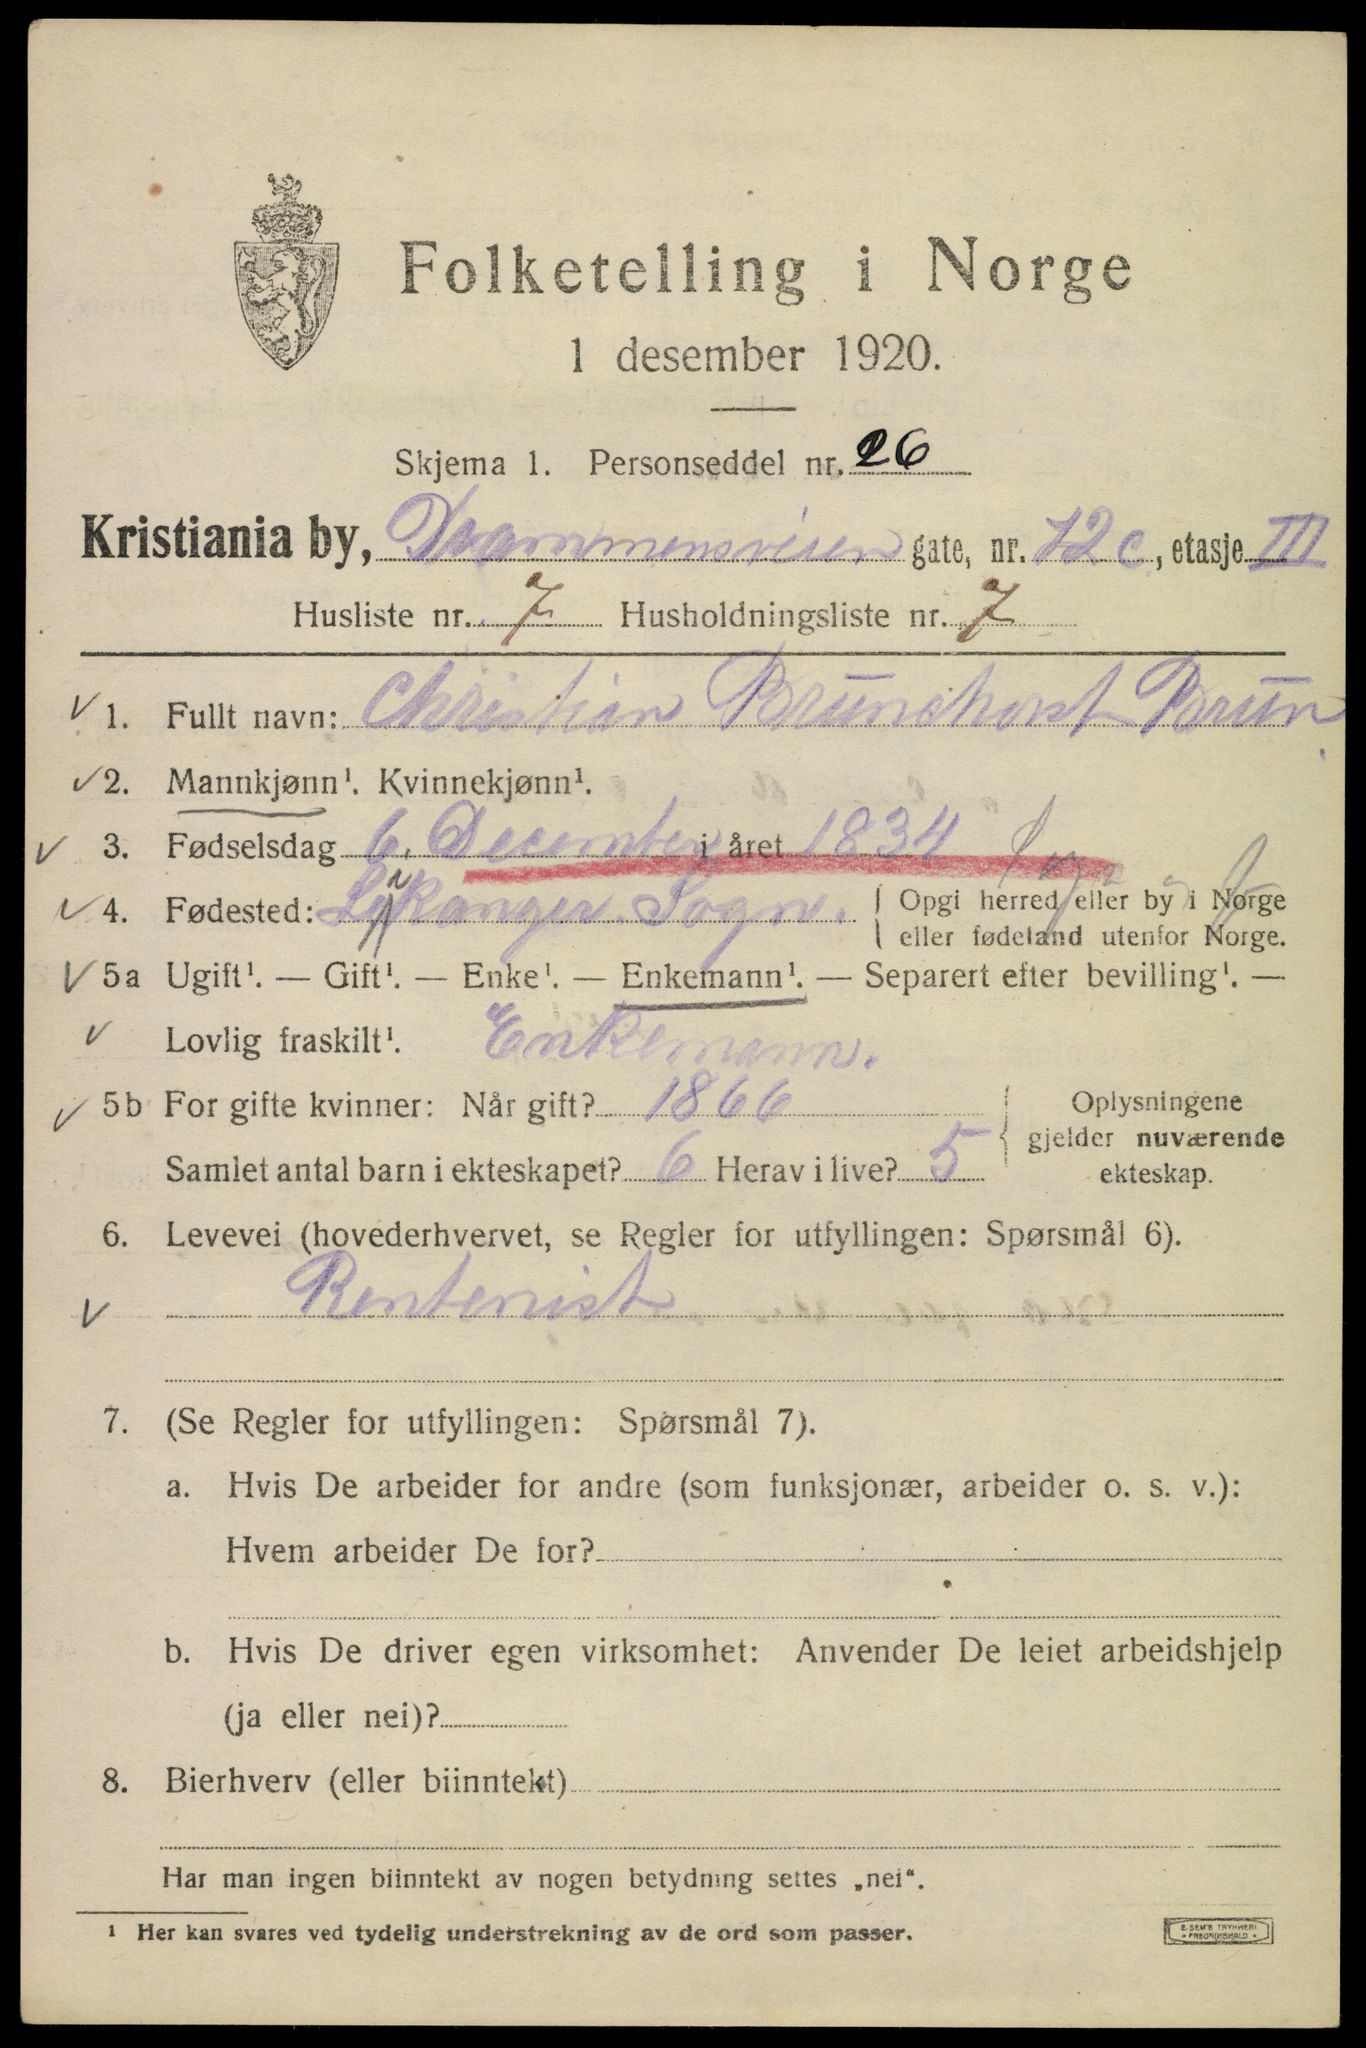 Folketelling i Norge
1 desember 1920.
Skjema 1. Personseddel nr. 26
Kristiania by, Drammensveien gate, nr. 72c, etasje III
Husliste nr. 7 Husholdningsliste nr. 7
1. Fullt navn: Christian Brunchorst Brun
2. Mannkjønn¹. Kvinnekjønn¹.
3. Fødselsdag 6. December i året 1834
4. Fødested: Leikanger. Sogn. Opgi herred eller by i Norge
eller fødeland utenfor Norge.
5a Ugift¹. — Gift¹. — Enke¹. — Enkemann¹. — Separert efter bevilling¹. —
Lovlig fraskilt¹. Enkemann.
5b For gifte kvinner: Når gift? 1866 Oplysningene
gjelder nuværende
Samlet antal barn i ekteskapet? 6 Herav i live? 5 ekteskap.
6. Levevei (hovederhvervet, se Regler for utfyllingen: Spørsmål 6).
Rentenist
7. (Se Regler for utfyllingen: Spørsmål 7).
a. Hvis De arbeider for andre (som funksjonær, arbeider o. s. v.):
Hvem arbeider De for?
b. Hvis De driver egen virksomhet: Anvender De leiet arbeidshjelp
(ja eller nei)?
8. Bierhverv (eller biinntekt)
Har man ingen biinntekt av nogen betydning settes „nei“.
¹ Her kan svares ved tydelig understrekning av de ord som passer.
E. SEM'S TRYKKERI
FREDRIKSHALD